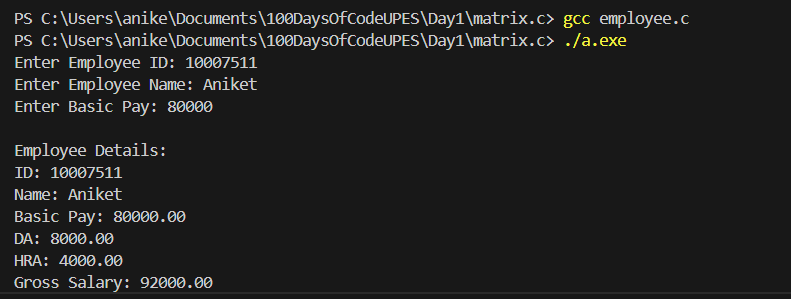 PS C:\Users\anike\Documents\100DaysOfCodeUPES\Day1\matrix.c> gcc employee.c
PS C:\Users\anike\Documents\100DaysOfCodeUPES\Day1\matrix.c> ./a.exe
Enter Employee ID: 10007511
Enter Employee Name: Aniket
Enter Basic Pay: 80000

Employee Details:
ID: 10007511
Name: Aniket
Basic Pay: 80000.00
DA: 8000.00
HRA: 4000.00
Gross Salary: 92000.00